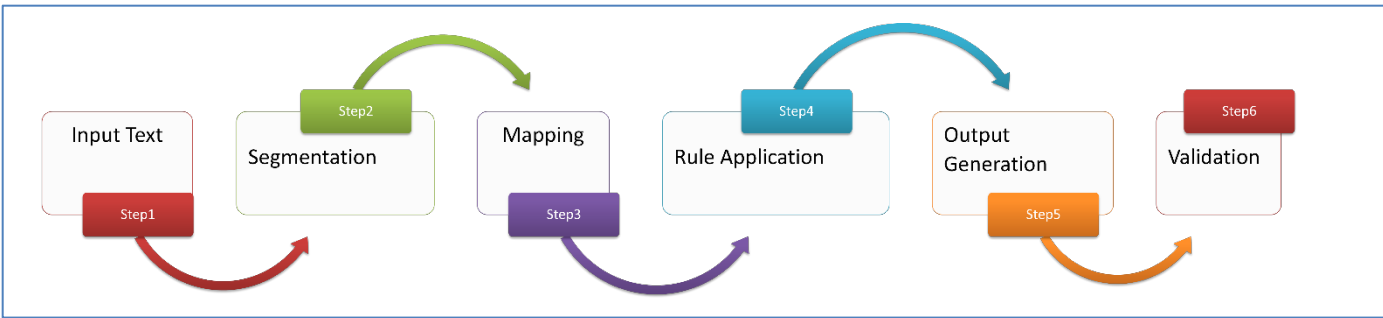 Input Text
Step1
Step2
Segmentation
Mapping
Step3
Step4
Rule Application
Output
Generation
Step5
Step6
Validation